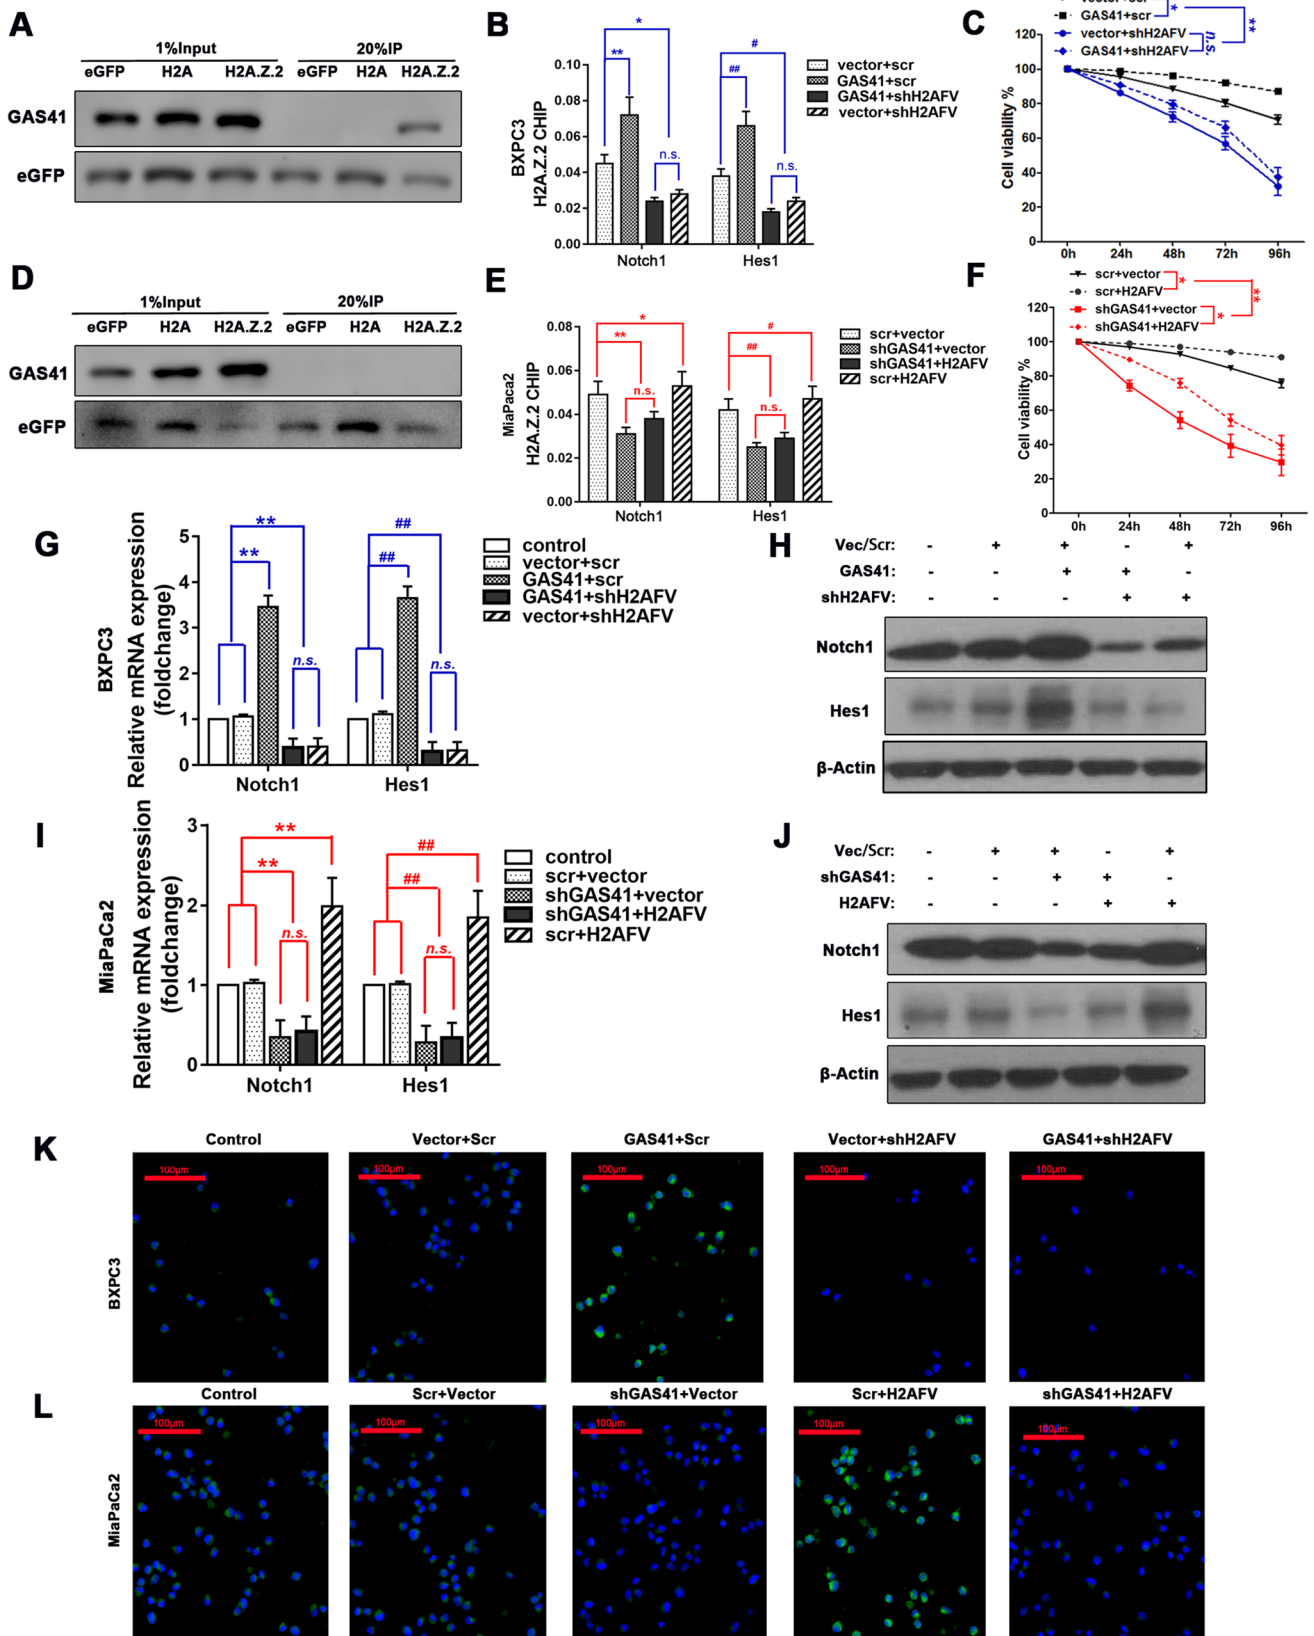 A
1%Input 20%IP
eGFP H2A H2A.Z.2 eGFP H2A H2A.Z.2
GAS41
eGFP
B
BXPC3
H2A.Z.2 CHIP
0.10
0.08
0.06
0.04
0.02
0.00
** * n.s.
## # n.s.
Notch1 Hes1
vector+scr
GAS41+scr
GAS41+shH2AFV
vector+shH2AFV
C
vector+scr
GAS41+scr
vector+shH2AFV
GAS41+shH2AFV
* n.s. **
Cell viability %
120
100
80
60
40
20
0
0h 24h 48h 72h 96h
D
1%Input 20%IP
eGFP H2A H2A.Z.2 eGFP H2A H2A.Z.2
GAS41
eGFP
E
MiaPaca2
H2A.Z.2 CHIP
0.08
0.06
0.04
0.02
0.00
* ** n.s.
# ## n.s.
Notch1 Hes1
scr+vector
shGAS41+vector
shGAS41+H2AFV
scr+H2AFV
F
scr+vector
scr+H2AFV
shGAS41+vector
shGAS41+H2AFV
* * **
Cell viability %
120
100
80
60
40
20
0
0h 24h 48h 72h 96h
G
BXPC3
Relative mRNA expression
(foldchange)
5
4
3
2
1
0
** ** n.s.
## ## n.s.
Notch1 Hes1
control
vector+scr
GAS41+scr
GAS41+shH2AFV
vector+shH2AFV
H
Vec/Scr: - + + - +
GAS41: - - + + -
shH2AFV: - - - + +
Notch1
Hes1
β-Actin
I
MiaPaCa2
Relative mRNA expression
(foldchange)
3
2
1
0
** ** n.s.
## ## n.s.
Notch1 Hes1
control
scr+vector
shGAS41+vector
shGAS41+H2AFV
scr+H2AFV
J
Vec/Scr: - + + - +
shGAS41: - - + + -
H2AFV: - - - + +
Notch1
Hes1
β-Actin
K
Control Vector+Scr GAS41+Scr Vector+shH2AFV GAS41+shH2AFV
BXPC3
100μm 100μm 100μm 100μm 100μm
L
Control Scr+Vector shGAS41+Vector Scr+H2AFV shGAS41+H2AFV
MiaPaCa2
100μm 100μm 100μm 100μm 100μm